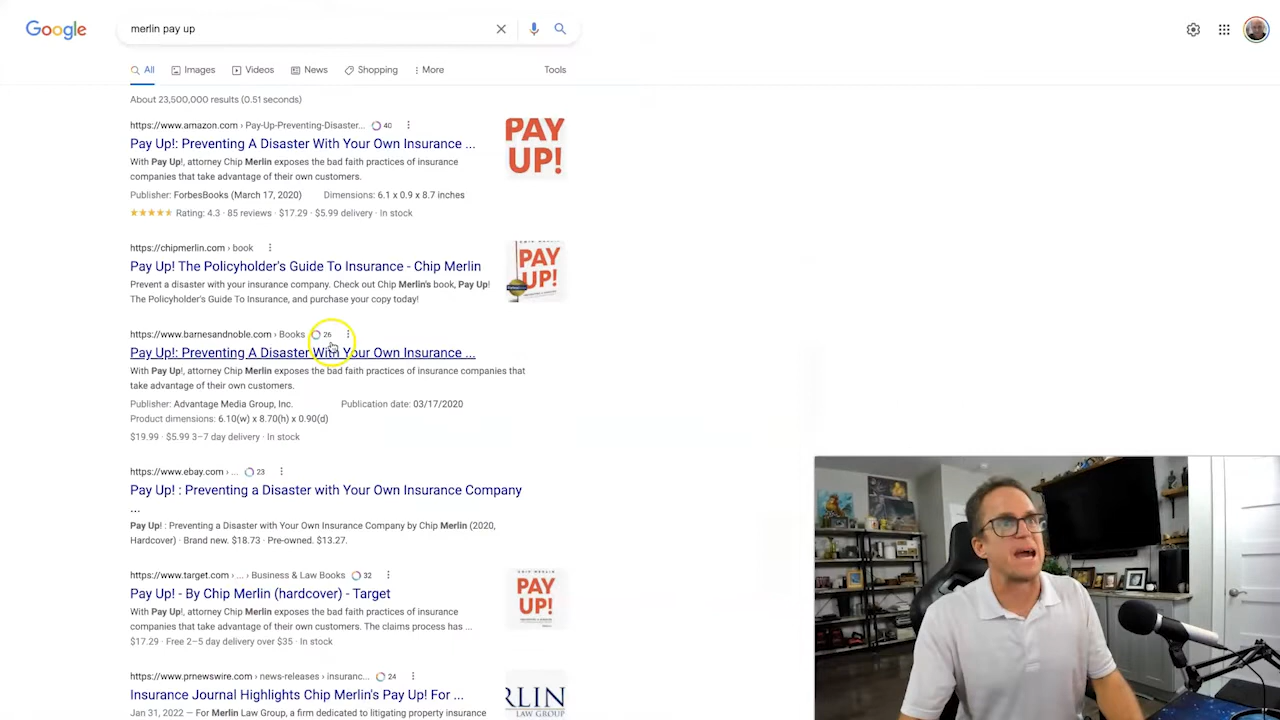 Google
merlin pay up
All
Images
Videos
News
Shopping
More
Tools
About 23,500,000 results (0.51 seconds)
https://www.amazon.com › Pay-Up-Preventing-Disaster... 40
Pay Up!: Preventing A Disaster With Your Own Insurance ...
With Pay Up!, attorney Chip Merlin exposes the bad faith practices of insurance
companies that take advantage of their own customers.
Publisher: ForbesBooks (March 17, 2020) Dimensions: 6.1 x 0.9 x 8.7 inches
Rating: 4.3 · 85 reviews · $17.29 · $5.99 delivery · In stock
PAY
UP!
https://chipmerlin.com › book
Pay Up! The Policyholder's Guide To Insurance - Chip Merlin
Prevent a disaster with your insurance company. Check out Chip Merlin's book, Pay Up!
The Policyholder's Guide To Insurance, and purchase your copy today!
CHIP MERLIN
PAY
UP!
https://www.barnesandnoble.com › Books 26
Pay Up!: Preventing A Disaster With Your Own Insurance ...
With Pay Up!, attorney Chip Merlin exposes the bad faith practices of insurance companies that
take advantage of their own customers.
Publisher: Advantage Media Group, Inc. Publication date: 03/17/2020
Product dimensions: 6.10(w) x 8.70(h) x 0.90(d)
$19.99 · $5.99 3–7 day delivery · In stock
https://www.ebay.com › ... 23
Pay Up! : Preventing a Disaster with Your Own Insurance Company
...
Pay Up! : Preventing a Disaster with Your Own Insurance Company by Chip Merlin (2020,
Hardcover) · Brand new. $18.73 · Pre-owned. $13.27.
https://www.target.com › ... › Business & Law Books 32
Pay Up! - By Chip Merlin (hardcover) - Target
With Pay Up!, attorney Chip Merlin exposes the bad faith practices of insurance
companies that take advantage of their own customers. The claims process has ...
$17.29 · Free 2–5 day delivery over $35 · In stock
CHIP MERLIN
PAY
UP!
https://www.prnewswire.com › news-releases › insuranc... 24
Insurance Journal Highlights Chip Merlin's Pay Up! For ...
Jan 31, 2022 — For Merlin Law Group, a firm dedicated to litigating property insurance
RLIN
LAW GROUP